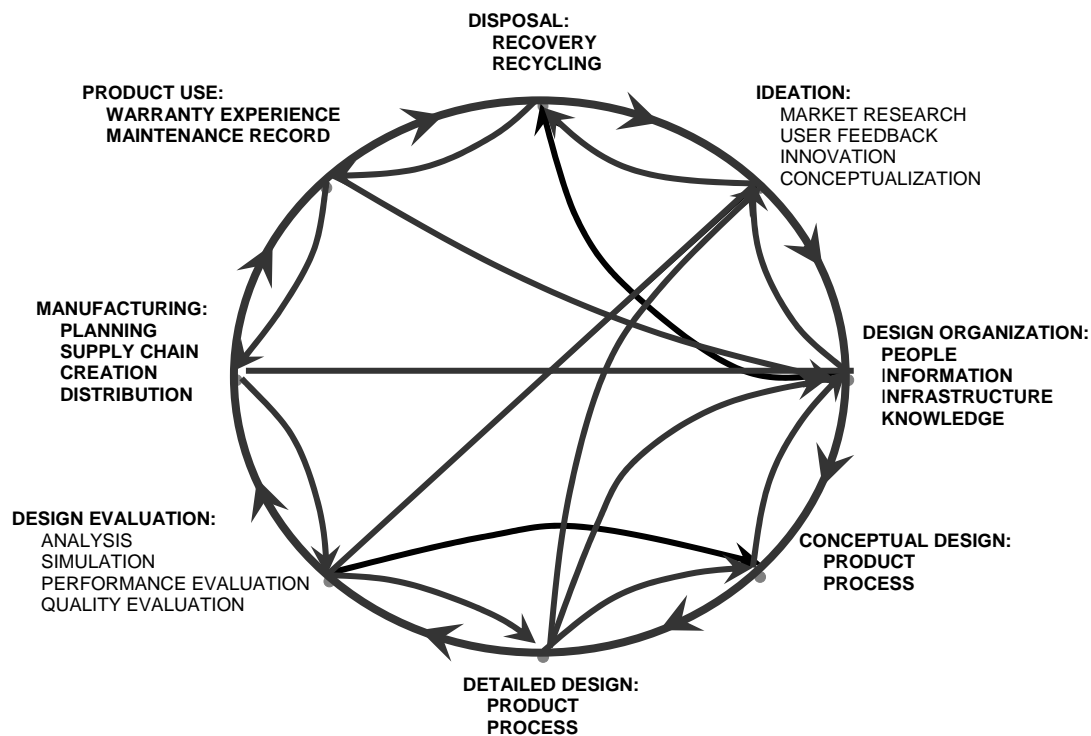 DISPOSAL:
RECOVERY
RECYCLING
PRODUCT USE:
WARRANTY EXPERIENCE
MAINTENANCE RECORD
IDEATION:
MARKET RESEARCH
USER FEEDBACK
INNOVATION
CONCEPTUALIZATION
MANUFACTURING:
PLANNING
SUPPLY CHAIN
CREATION
DISTRIBUTION
DESIGN ORGANIZATION:
PEOPLE
INFORMATION
INFRASTRUCTURE
KNOWLEDGE
DESIGN EVALUATION:
ANALYSIS
SIMULATION
PERFORMANCE EVALUATION
QUALITY EVALUATION
CONCEPTUAL DESIGN:
PRODUCT
PROCESS
DETAILED DESIGN:
PRODUCT
PROCESS